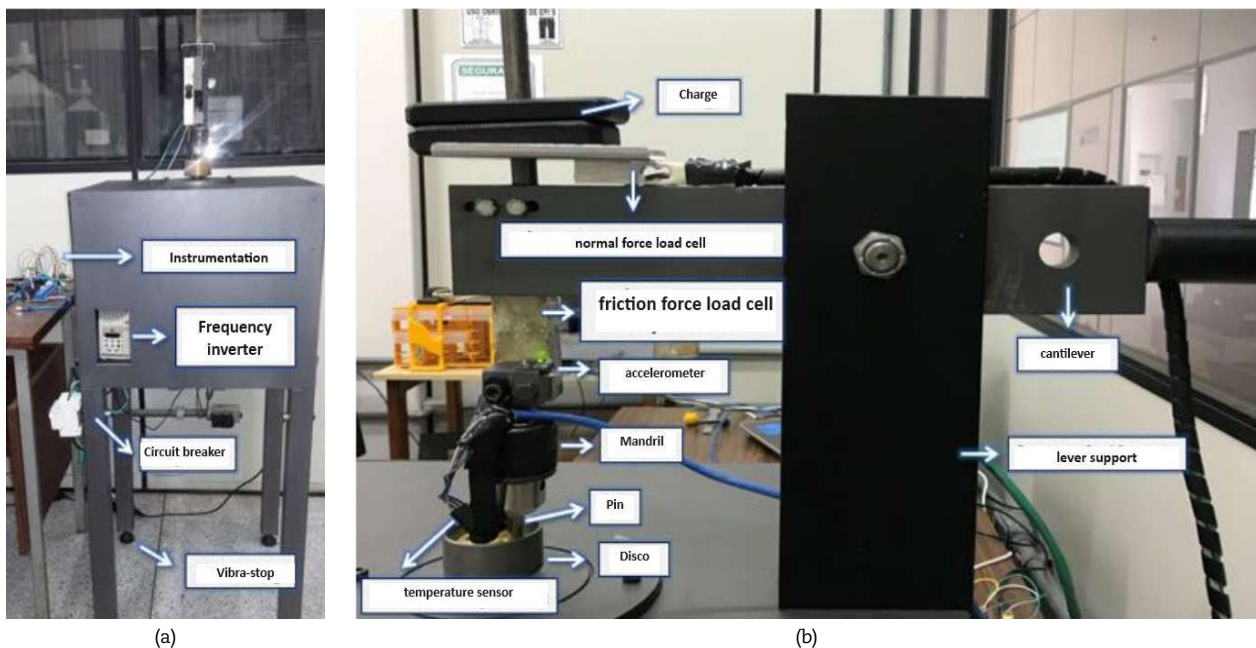 Instrumentation
Frequency
inverter
Circuit breaker
Vibra-stop
(a)
SEGURA
Charge
normal force load cell
friction force load cell
accelerometer
cantilever
Mandril
lever support
Pin
Disco
temperature sensor
(b)